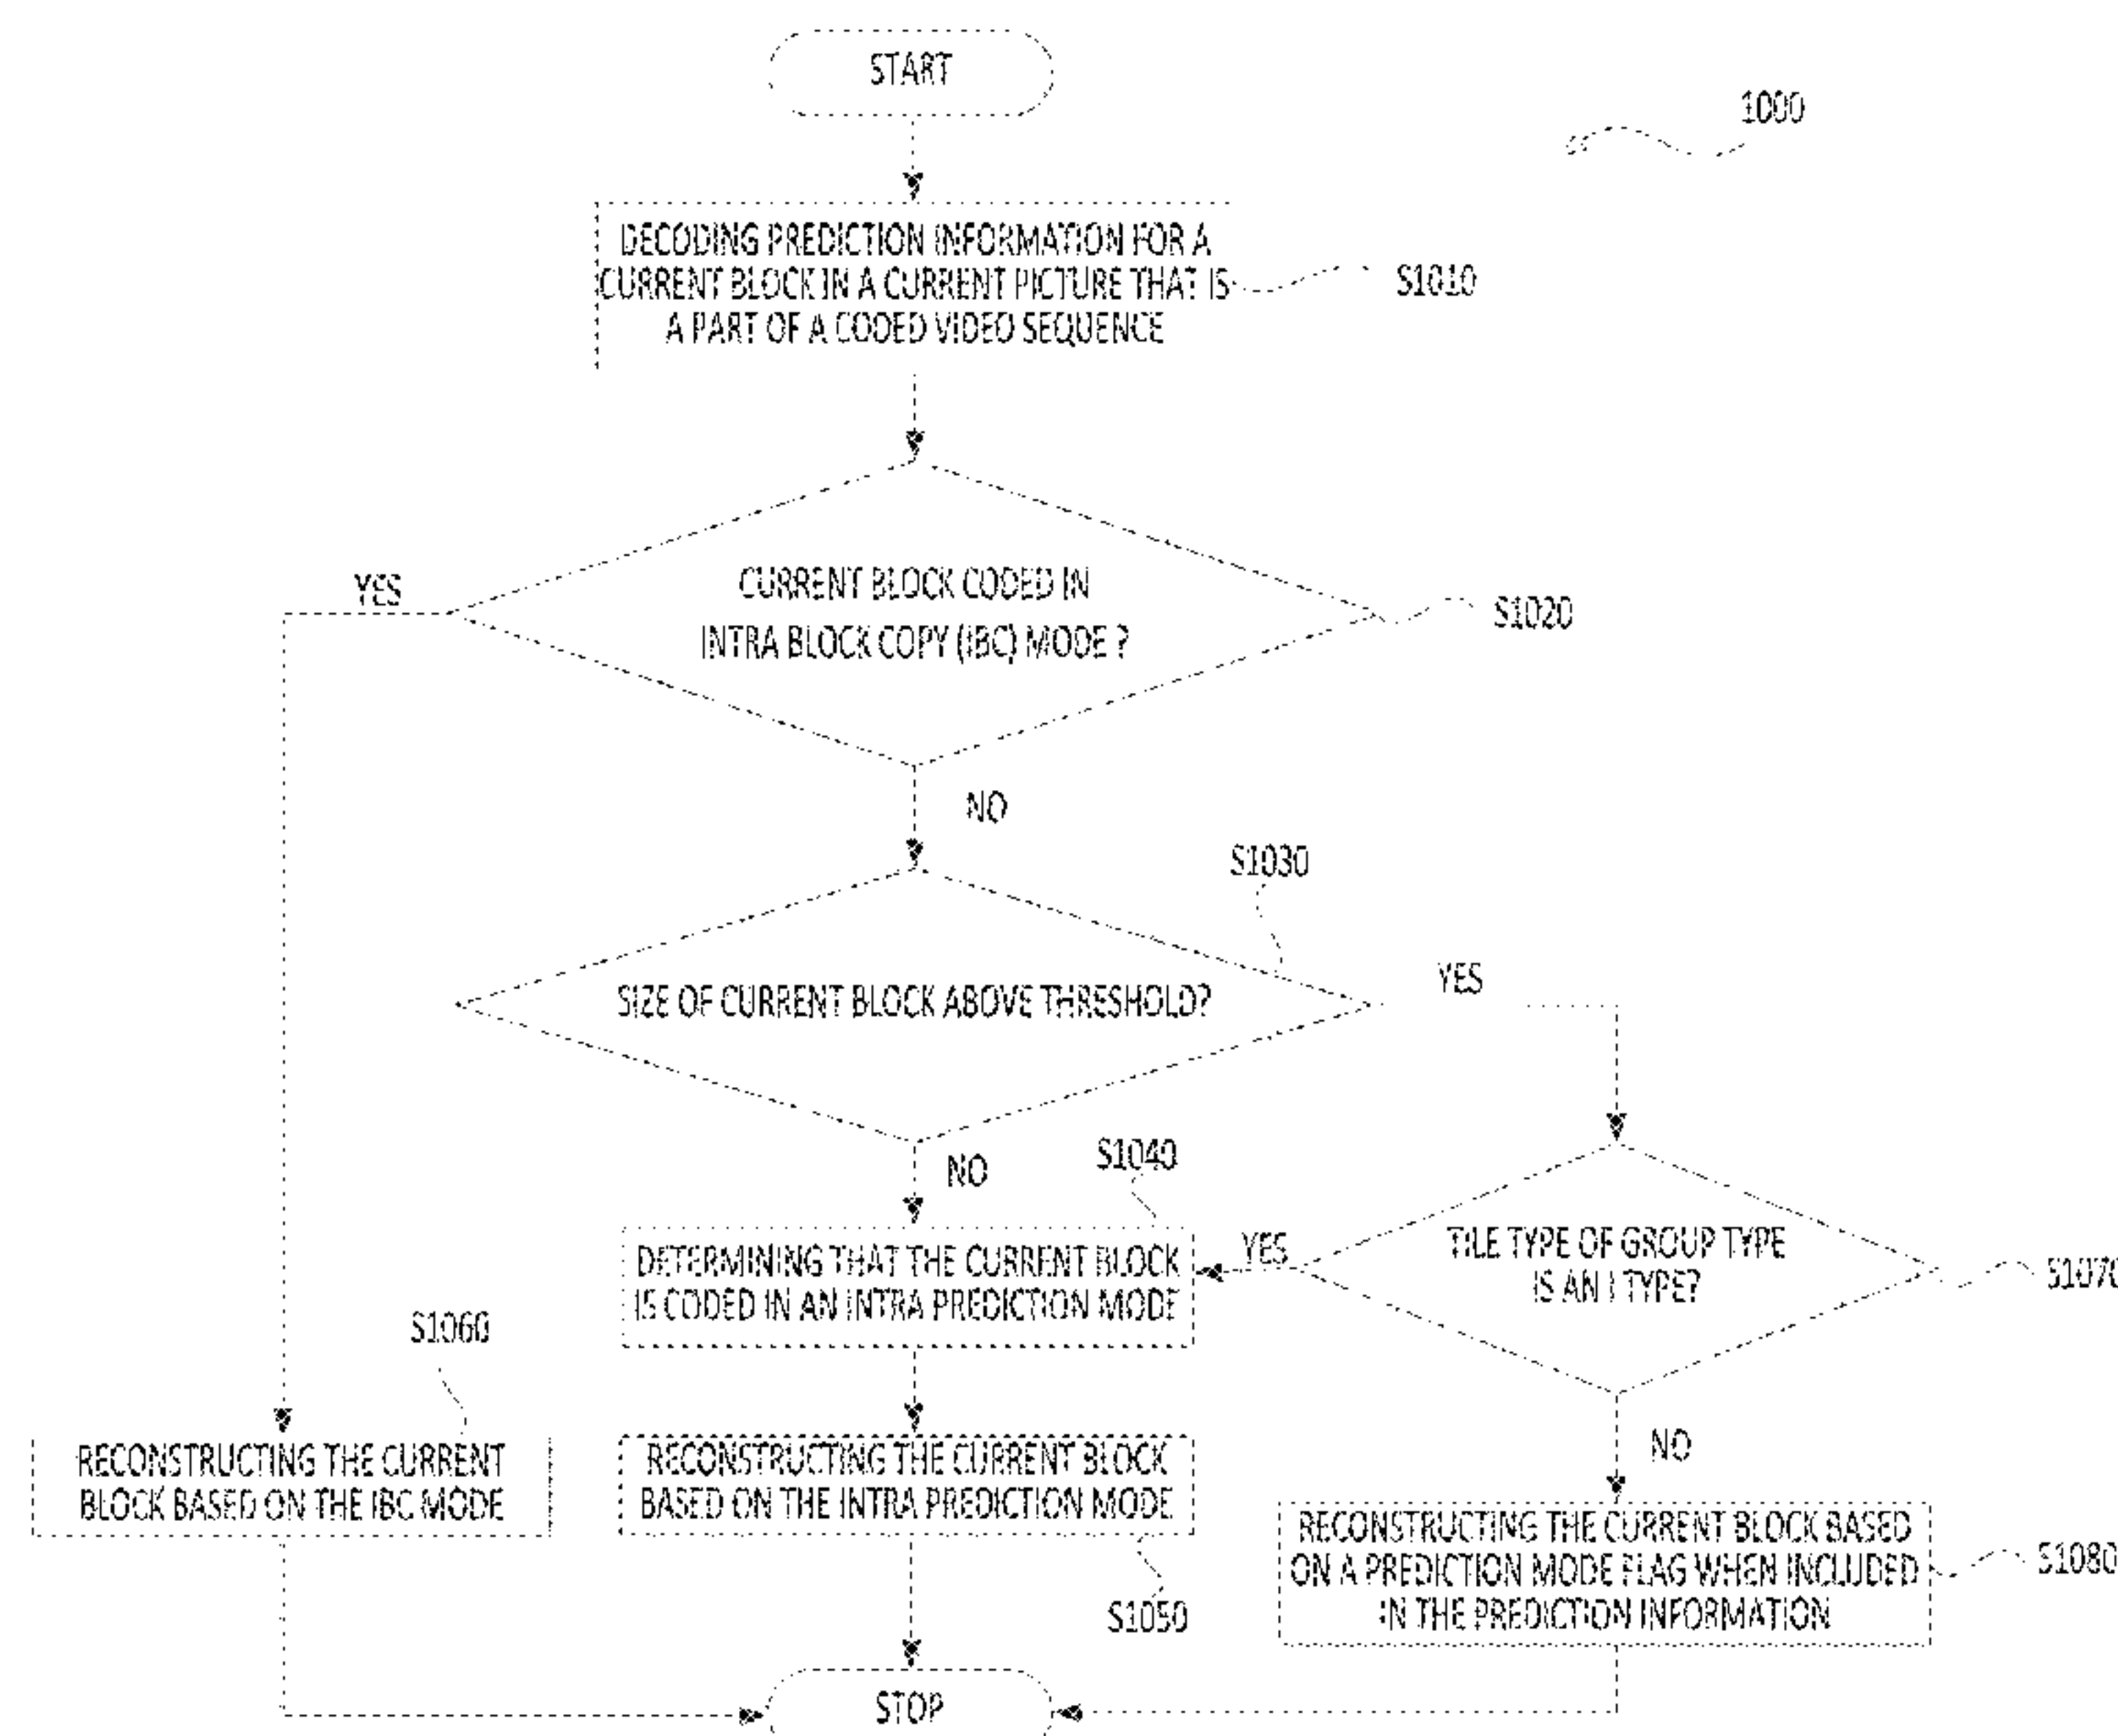 START
1000
DECODING PREDICTION INFORMATION FOR A
CURRENT BLOCK IN A CURRENT PICTURE THAT IS
A PART OF A CODED VIDEO SEQUENCE
S1010
YES
CURRENT BLOCK CODED IN
INTRA BLOCK COPY (IBC) MODE ?
S1020
NO
S1030
SIZE OF CURRENT BLOCK ABOVE THRESHOLD?
YES
NO
S1040
DETERMINING THAT THE CURRENT BLOCK
IS CODED IN AN INTRA PREDICTION MODE
YES
TILE TYPE OF GROUP TYPE
IS AN I TYPE?
S1070
S1060
RECONSTRUCTING THE CURRENT
BLOCK BASED ON THE IBC MODE
RECONSTRUCTING THE CURRENT BLOCK
BASED ON THE INTRA PREDICTION MODE
NO
S1050
RECONSTRUCTING THE CURRENT BLOCK BASED
ON A PREDICTION MODE FLAG WHEN INCLUDED
IN THE PREDICTION INFORMATION
S1080
STOP